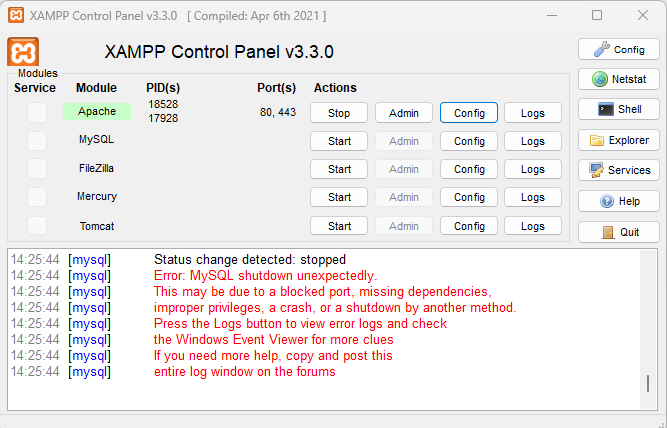 XAMPP Control Panel v3.3.0 [ Compiled: Apr 6th 2021 ]
XAMPP Control Panel v3.3.0
Config
Modules
Service Module PID(s) Port(s) Actions
Netstat
Apache 18528 17928 80, 443 Stop Admin Config Logs
Shell
MySQL Start Admin Config Logs
Explorer
FileZilla Start Admin Config Logs
Services
Mercury Start Admin Config Logs
Help
Tomcat Start Admin Config Logs
Quit
14:25:44 [mysql] Status change detected: stopped
14:25:44 [mysql] Error: MySQL shutdown unexpectedly.
14:25:44 [mysql] This may be due to a blocked port, missing dependencies,
14:25:44 [mysql] improper privileges, a crash, or a shutdown by another method.
14:25:44 [mysql] Press the Logs button to view error logs and check
14:25:44 [mysql] the Windows Event Viewer for more clues
14:25:44 [mysql] If you need more help, copy and post this
14:25:44 [mysql] entire log window on the forums